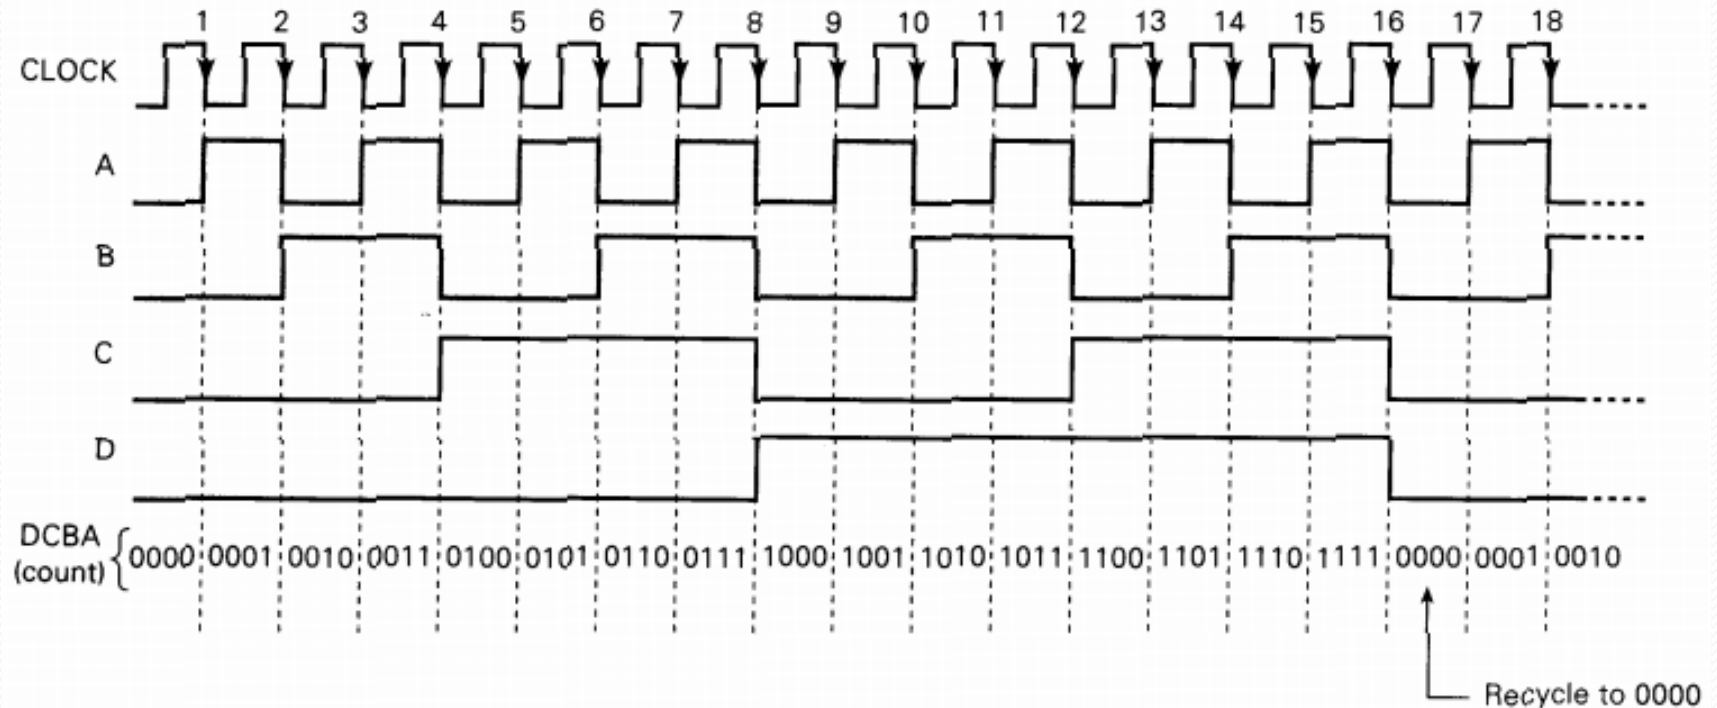 1 2 3 4 5 6 7 8 9 10 11 12 13 14 15 16 17 18
CLOCK
A
B
C
D
DCBA
(count)
0000 0001 0010 0011 0100 0101 0110 0111 1000 1001 1010 1011 1100 1101 1110 1111 0000 0001 0010
Recycle to 0000